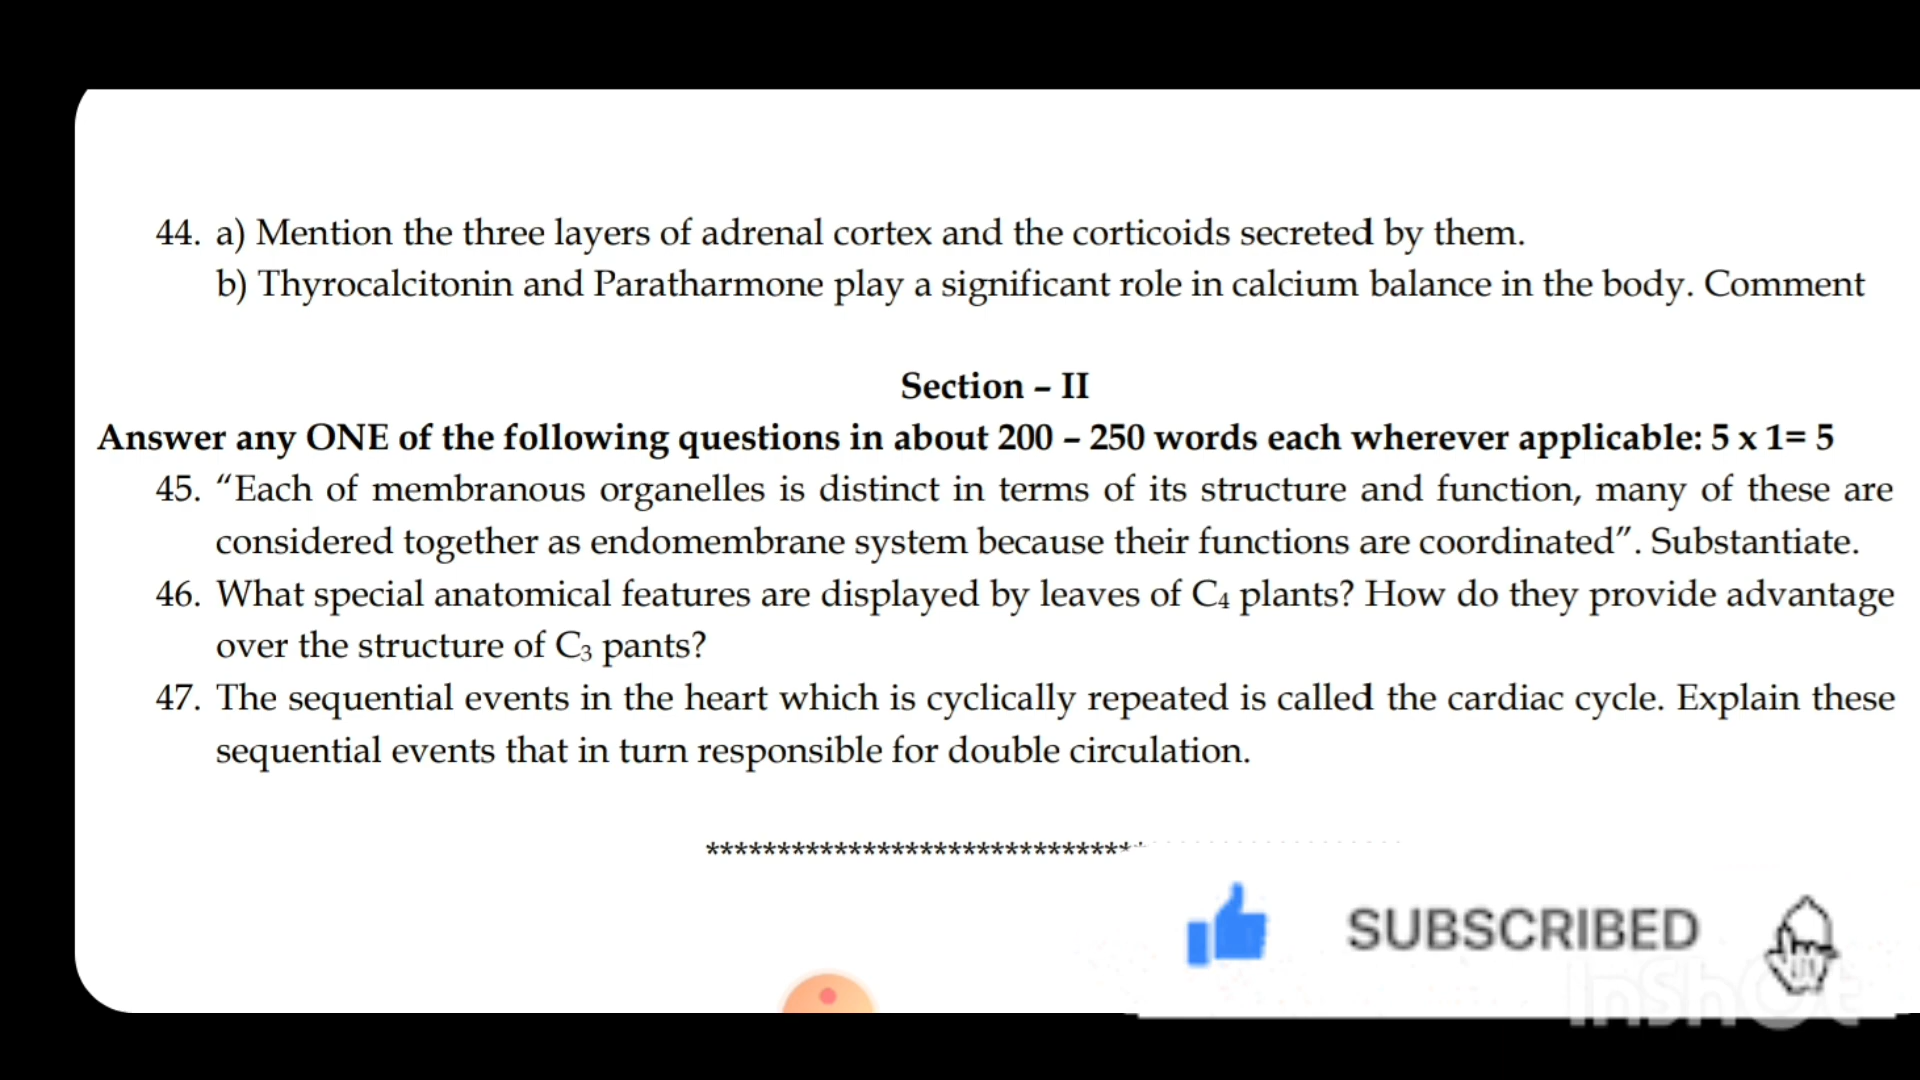 44. a) Mention the three layers of adrenal cortex and the corticoids secreted by them.
b) Thyrocalcitonin and Paratharmone play a significant role in calcium balance in the body. Comment
Section – II
Answer any ONE of the following questions in about 200 – 250 words each wherever applicable: 5 x 1= 5
45. “Each of membranous organelles is distinct in terms of its structure and function, many of these are
considered together as endomembrane system because their functions are coordinated”. Substantiate.
46. What special anatomical features are displayed by leaves of C₄ plants? How do they provide advantage
over the structure of C₃ pants?
47. The sequential events in the heart which is cyclically repeated is called the cardiac cycle. Explain these
sequential events that in turn responsible for double circulation.
*******************************
SUBSCRIBED
InShOt